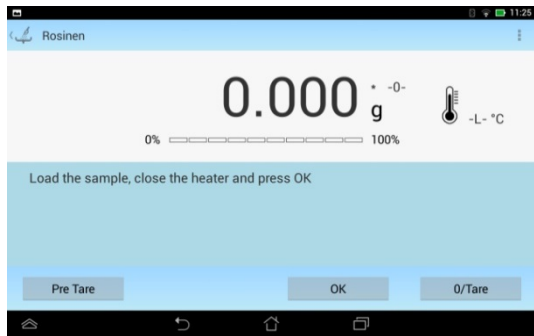 11:25
Rosinen
0.000 g * -0-
-L- °C
0% 100%
Load the sample, close the heater and press OK
Pre Tare OK 0/Tare